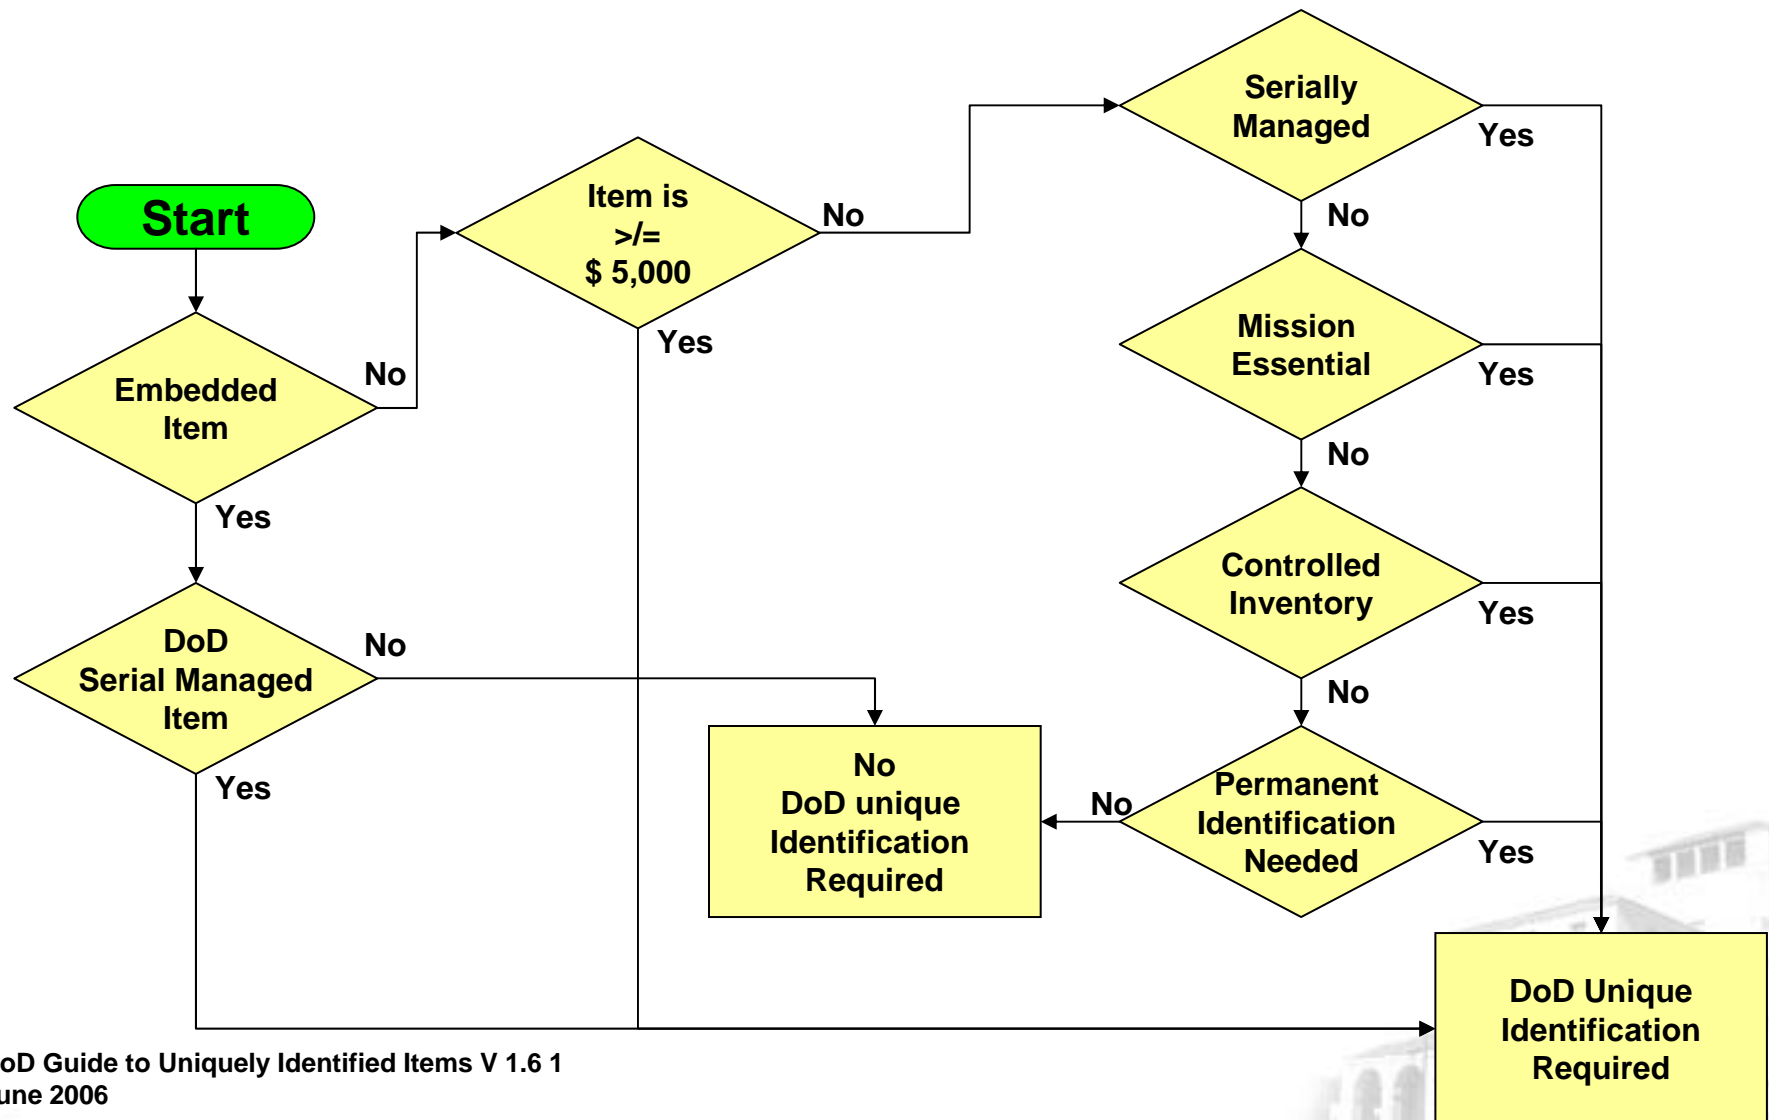 Start
Embedded
Item
No
Yes
DoD
Serial Managed
Item
No
Yes
Item is
>/=
$ 5,000
No
Yes
Serially
Managed
Yes
No
Mission
Essential
Yes
No
Controlled
Inventory
Yes
No
Permanent
Identification
Needed
No
Yes
No
DoD unique
Identification
Required
DoD Unique
Identification
Required
oD Guide to Uniquely Identified Items V 1.6 1
une 2006